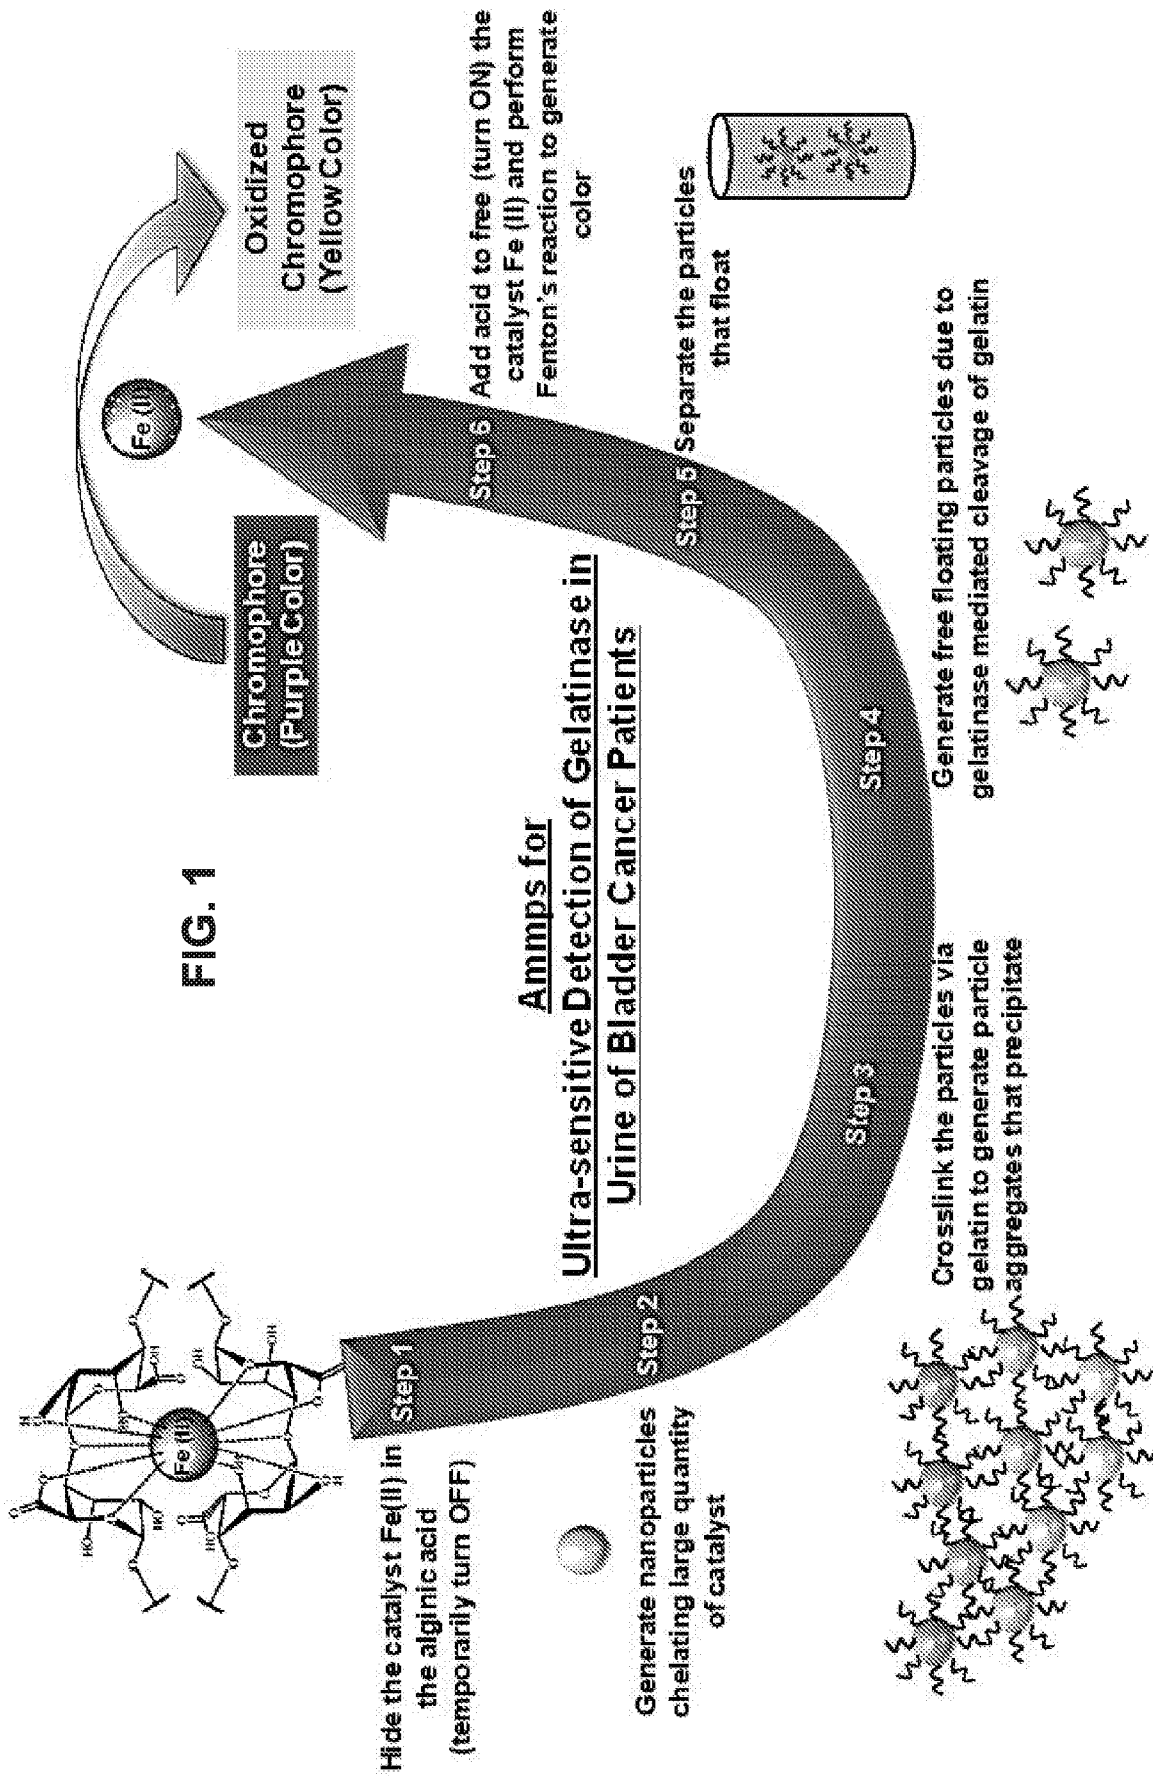 FIG. 1
Ammps for
Ultra-sensitive Detection of Gelatinase in
Urine of Bladder Cancer Patients
Fe (II)
Step 1
Hide the catalyst Fe(II) in
the alginic acid
(temporarily turn OFF)
Step 2
Generate nanoparticles
chelating large quantity
of catalyst
Step 3
Crosslink the particles via
gelatin to generate particle
aggregates that precipitate
Step 4
Generate free floating particles due to
gelatinase mediated cleavage of gelatin
Step 5
Separate the particles
that float
Step 6
Add acid to free (turn ON) the
catalyst Fe (II) and perform
Fenton's reaction to generate
color
Chromophore
(Purple Color)
Fe (II)
Oxidized
Chromophore
(Yellow Color)